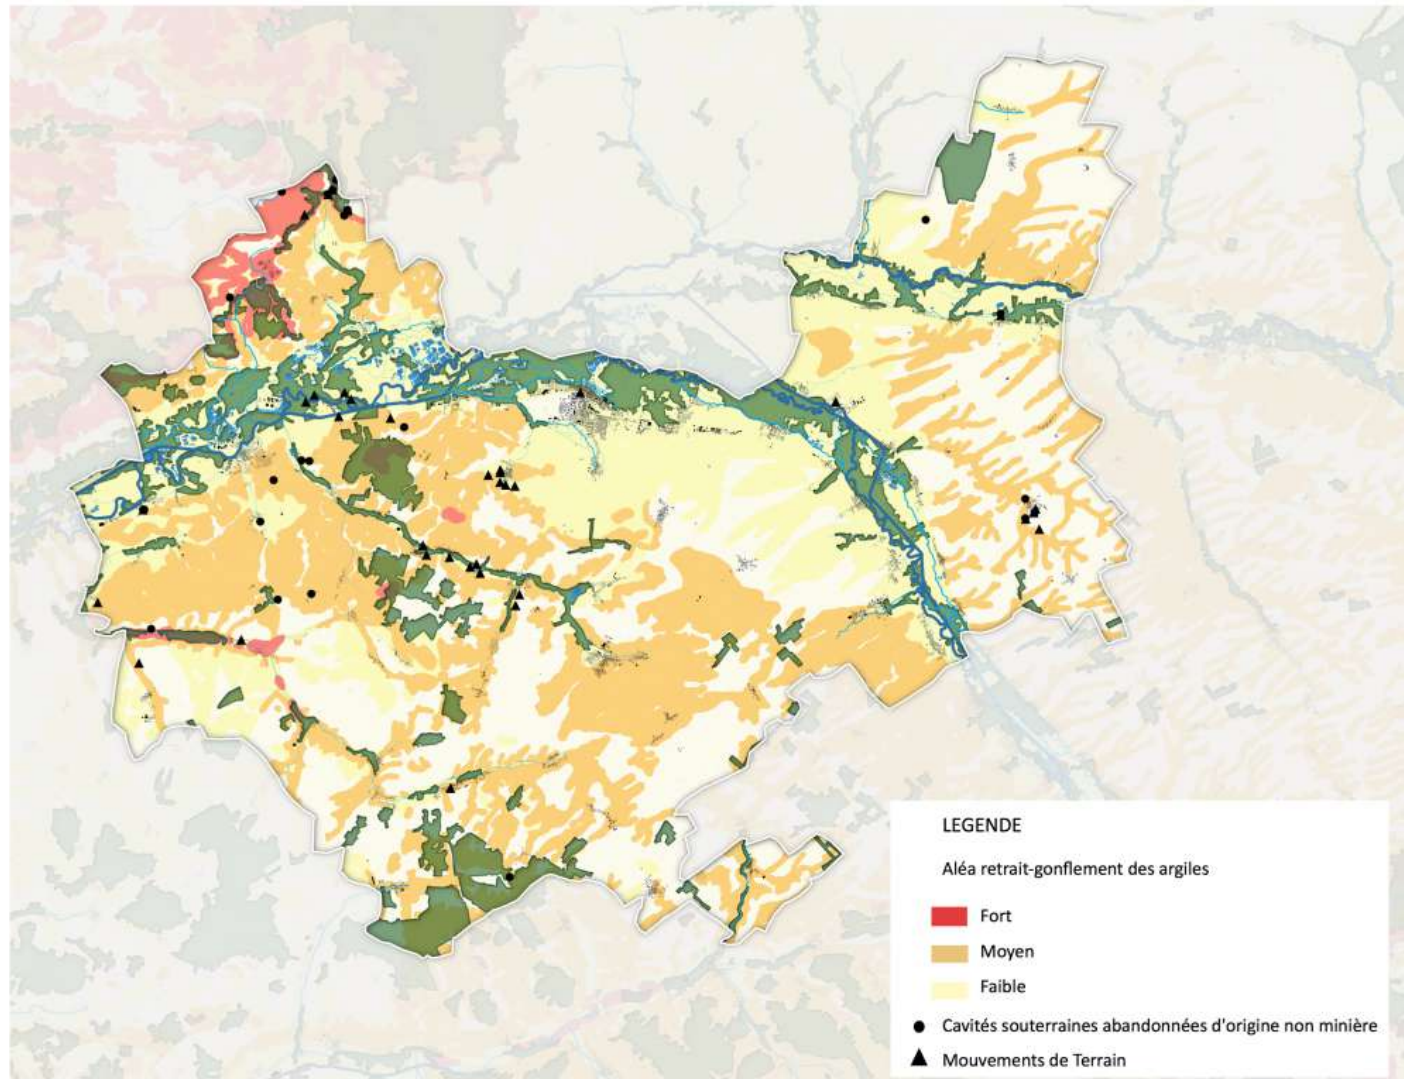 LEGENDE
Aléa retrait-gonflement des argiles
Fort
Moyen
Faible
Cavités souterraines abandonnées d'origine non minière
Mouvements de Terrain